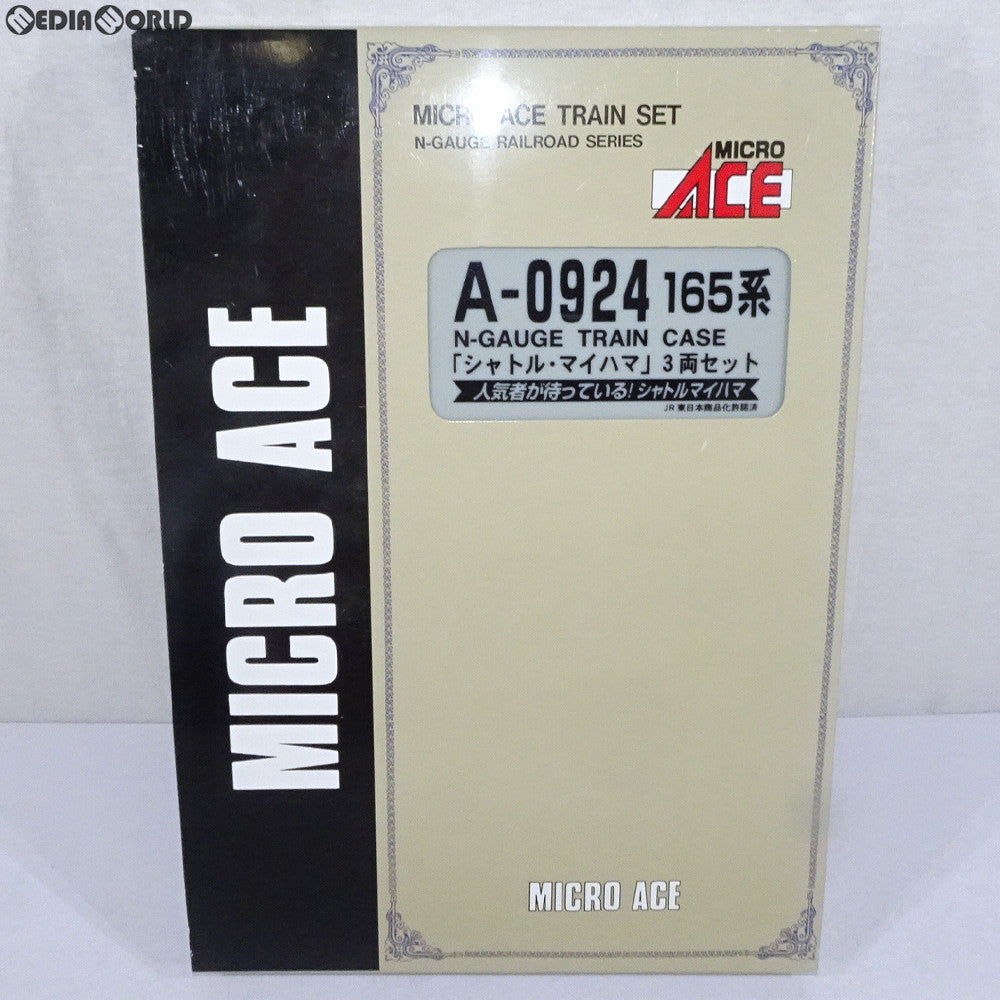 MEDIAWORLD
MICRO ACE TRAIN SET
N-GAUGE RAILROAD SERIES
MICRO
ACE
A-0924 165系
N-GAUGE TRAIN CASE
「シャトル・マイハマ」3両セット
人気者が待っている!シャトルマイハマ
JR東日本商品化許諾済
MICRO ACE
MICRO ACE